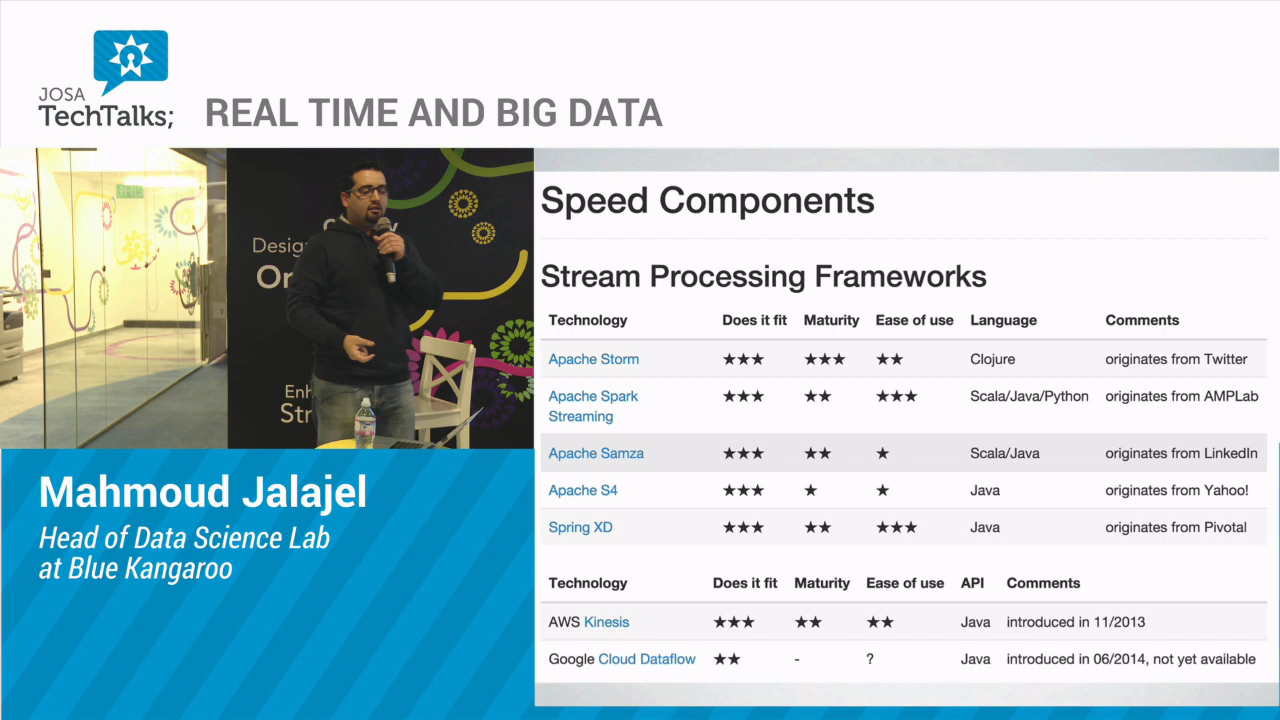 JOSA
TechTalks;
REAL TIME AND BIG DATA
Desig
Or
Enh
Str
Mahmoud Jalajel
Head of Data Science Lab
at Blue Kangaroo
Speed Components
Stream Processing Frameworks
Technology Does it fit Maturity Ease of use Language Comments
Apache Storm ★★★ ★★★ ★★ Clojure originates from Twitter
Apache Spark Streaming ★★★ ★★ ★★★ Scala/Java/Python originates from AMPLab
Apache Samza ★★★ ★★ ★ Scala/Java originates from LinkedIn
Apache S4 ★★★ ★ ★ Java originates from Yahoo!
Spring XD ★★★ ★★ ★★★ Java originates from Pivotal
Technology Does it fit Maturity Ease of use API Comments
AWS Kinesis ★★★ ★★ ★★ Java introduced in 11/2013
Google Cloud Dataflow ★★ - ? Java introduced in 06/2014, not yet available